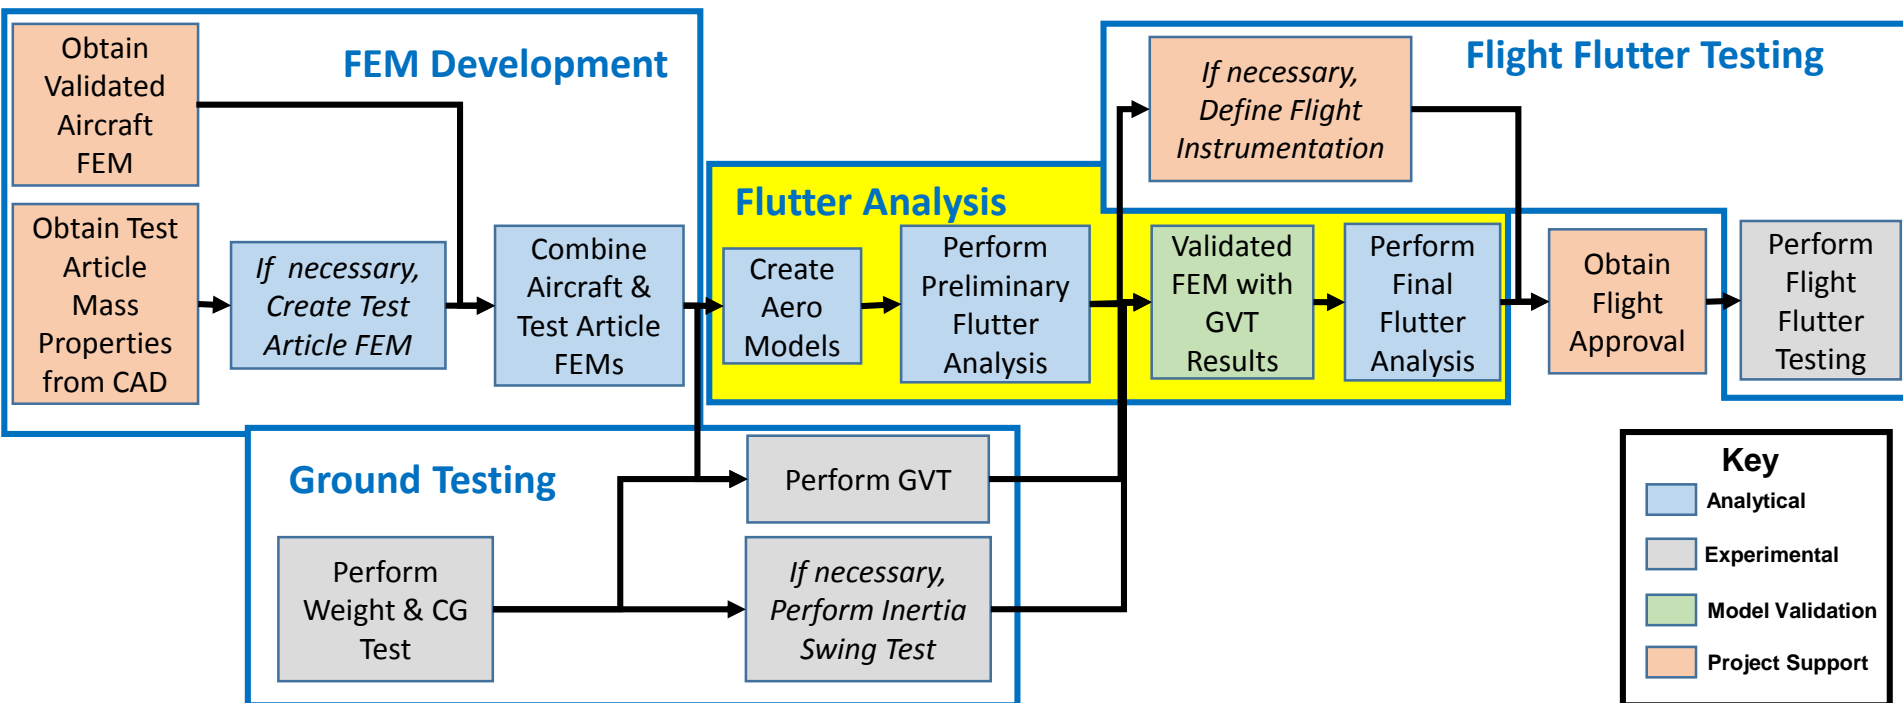 FEM Development
Obtain
Validated
Aircraft
FEM
Obtain Test
Article
Mass
Properties
from CAD
If necessary,
Create Test
Article FEM
Combine
Aircraft &
Test Article
FEMs
Flutter Analysis
Create
Aero
Models
Perform
Preliminary
Flutter
Analysis
Validated
FEM with
GVT
Results
Perform
Final
Flutter
Analysis
Flight Flutter Testing
If necessary,
Define Flight
Instrumentation
Obtain
Flight
Approval
Perform
Flight
Flutter
Testing
Ground Testing
Perform GVT
Perform
Weight & CG
Test
If necessary,
Perform Inertia
Swing Test
Key
Analytical
Experimental
Model Validation
Project Support